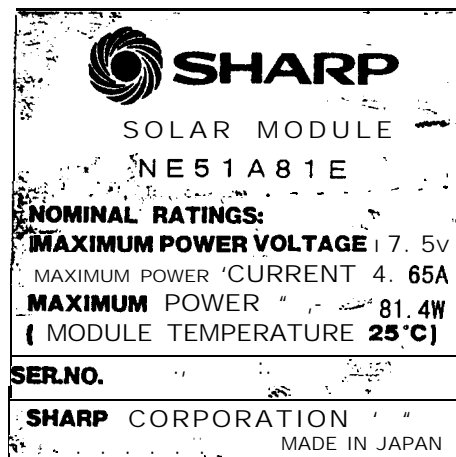 SHARP
SOLAR MODULE
NE51A81E
NOMINAL RATINGS:
MAXIMUM POWER VOLTAGE 17.5V
MAXIMUM POWER CURRENT 4.65A
MAXIMUM POWER 81.4W
( MODULE TEMPERATURE 25°C)
SER.NO.
SHARP CORPORATION
MADE IN JAPAN